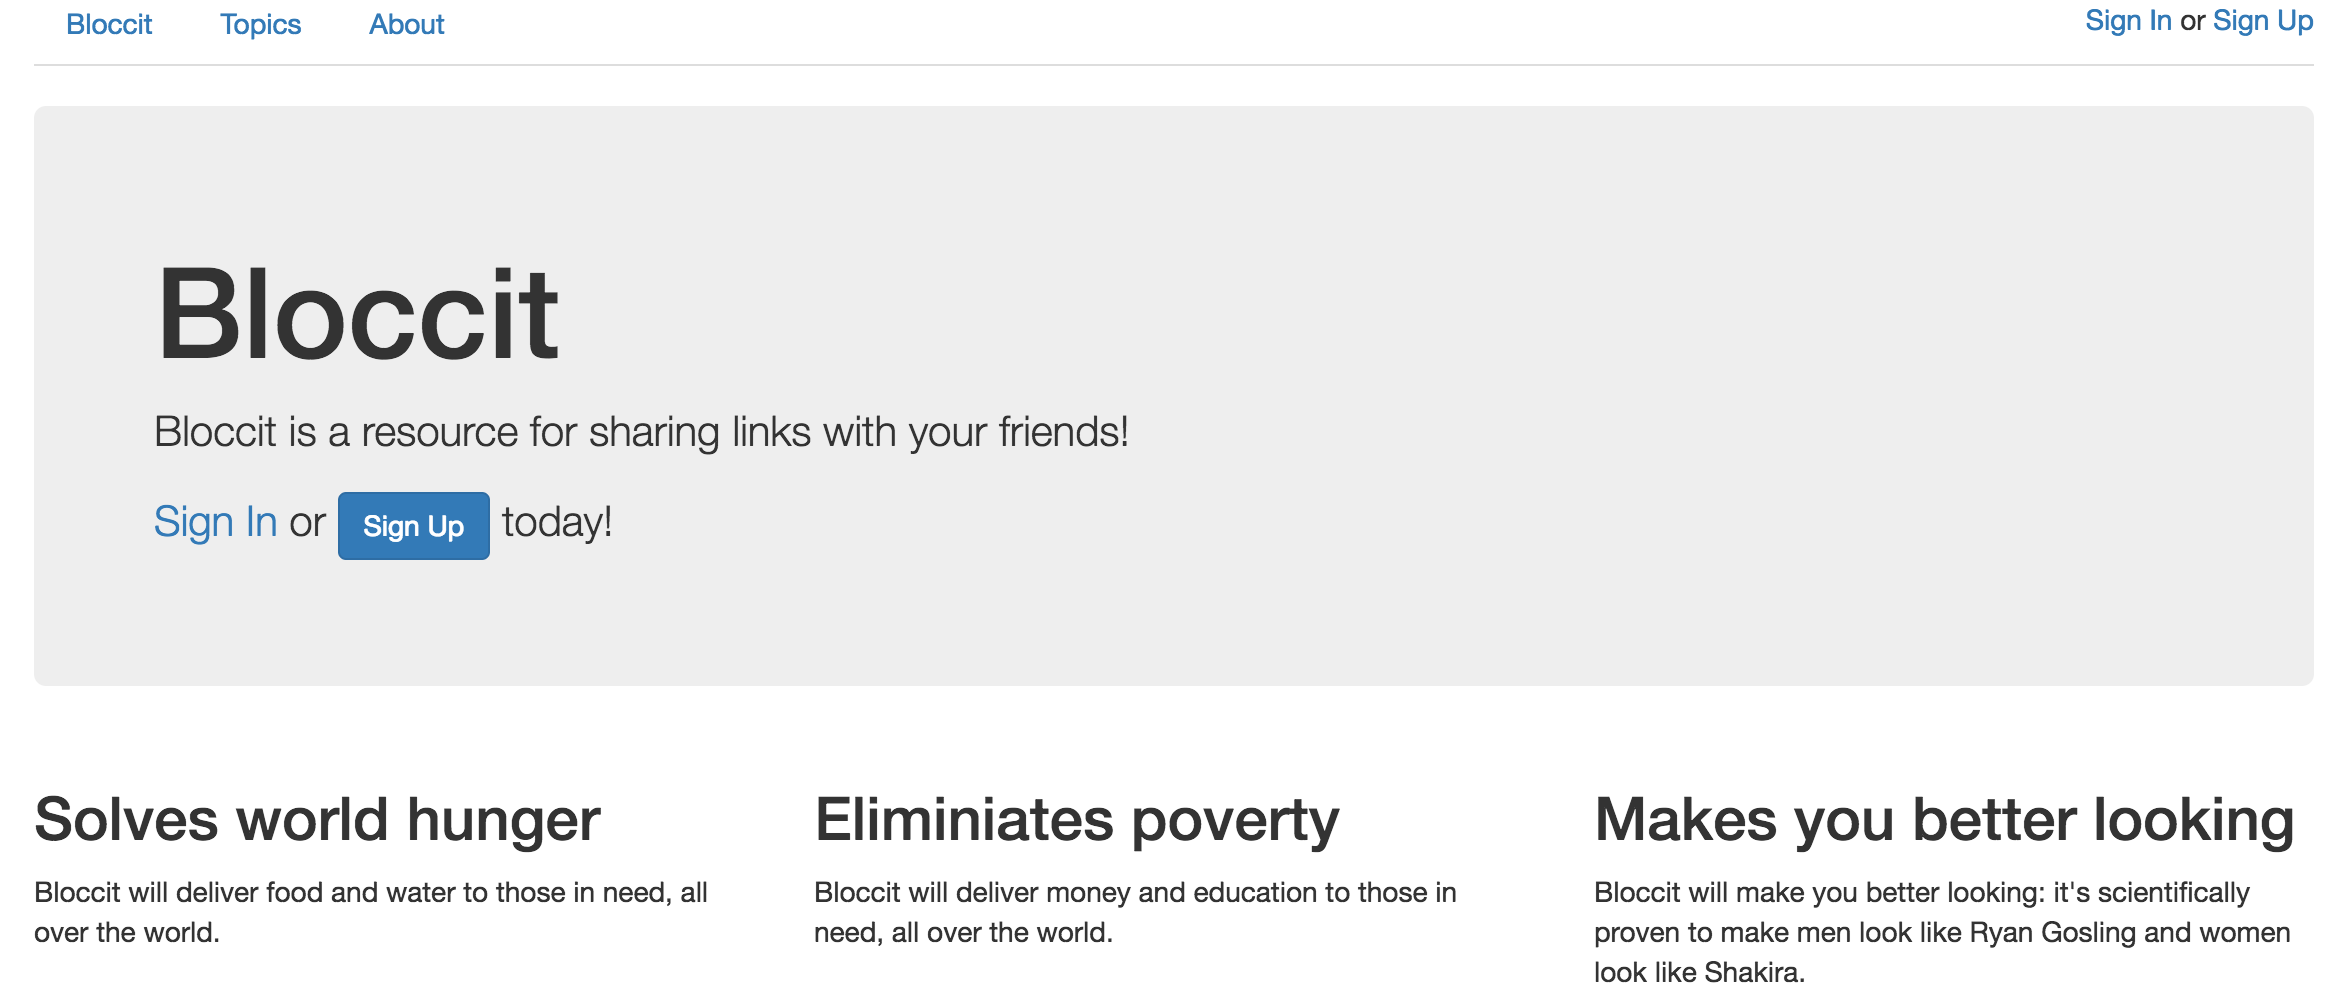 Bloccit Topics About Sign In or Sign Up
Bloccit
Bloccit is a resource for sharing links with your friends!
Sign In or Sign Up today!
Solves world hunger
Bloccit will deliver food and water to those in need, all
over the world.
Eliminiates poverty
Bloccit will deliver money and education to those in
need, all over the world.
Makes you better looking
Bloccit will make you better looking: it's scientifically
proven to make men look like Ryan Gosling and women
look like Shakira.